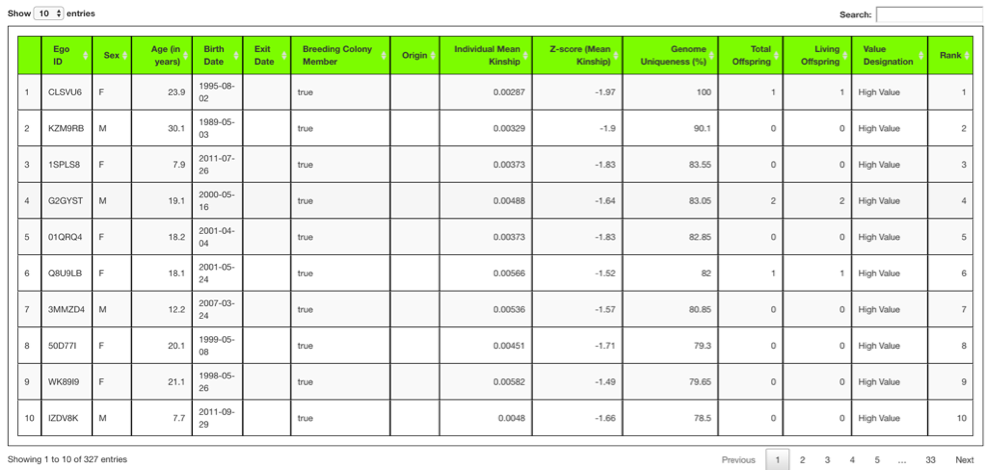 Show 10 entries
Search:
Ego ID Sex Age (in years) Birth Date Exit Date Breeding Colony Member Origin Individual Mean Kinship Z-score (Mean Kinship) Genome Uniqueness (%) Total Offspring Living Offspring Value Designation Rank
1 CLSVU6 F 23.9 1995-08-02 true 0.00287 -1.97 100 1 1 High Value 1
2 KZM9RB M 30.1 1989-05-03 true 0.00329 -1.9 90.1 0 0 High Value 2
3 1SPLS8 F 7.9 2011-07-26 true 0.00373 -1.83 83.55 0 0 High Value 3
4 G2GYST M 19.1 2000-05-16 true 0.00488 -1.64 83.05 2 2 High Value 4
5 01QRQ4 F 18.2 2001-04-04 true 0.00373 -1.83 82.85 0 0 High Value 5
6 Q8U9LB F 18.1 2001-05-24 true 0.00566 -1.52 82 1 1 High Value 6
7 3MMZD4 M 12.2 2007-03-24 true 0.00536 -1.57 80.85 0 0 High Value 7
8 50D77I F 20.1 1999-05-08 true 0.00451 -1.71 79.3 0 0 High Value 8
9 WK89I9 F 21.1 1998-05-26 true 0.00582 -1.49 79.65 0 0 High Value 9
10 IZDV8K M 7.7 2011-09-29 true 0.0048 -1.66 78.5 0 0 High Value 10
Showing 1 to 10 of 327 entries
Previous 1 2 3 4 5 … 33 Next